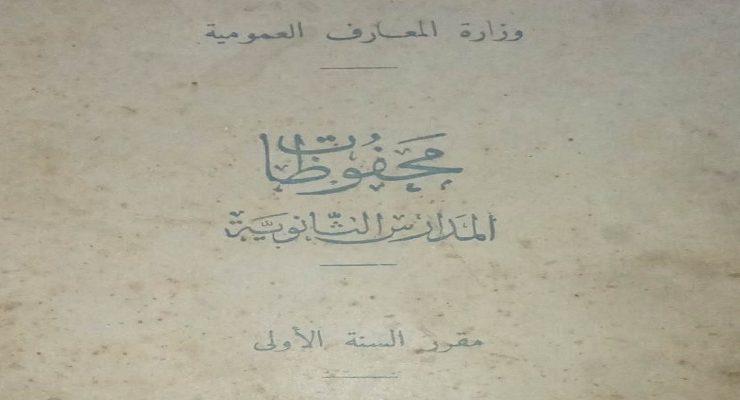 وزارة المعارف العمومية
محفوظات
المدارس الثانوية
مقرر السنة الأولى